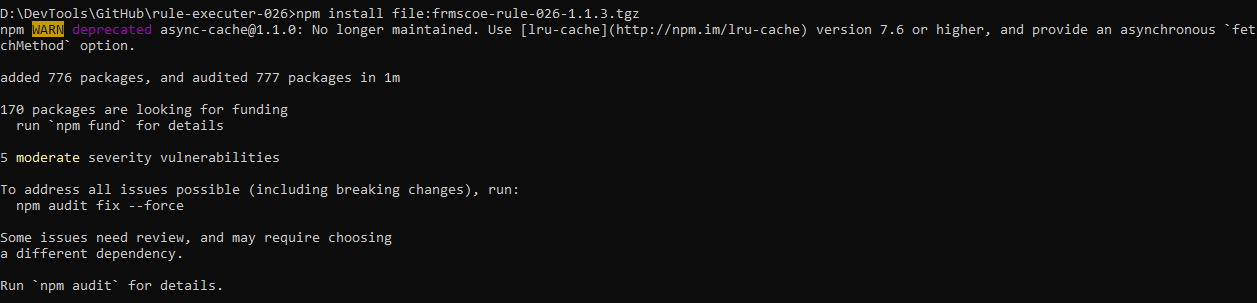 D:\DevTools\GitHub\rule-executer-026>npm install file:frmscoe-rule-026-1.1.3.tgz
npm WARN deprecated async-cache@1.1.0: No longer maintained. Use [lru-cache](http://npm.im/lru-cache) version 7.6 or higher, and provide an asynchronous `fet
chMethod` option.
added 776 packages, and audited 777 packages in 1m
170 packages are looking for funding
  run `npm fund` for details
5 moderate severity vulnerabilities
To address all issues possible (including breaking changes), run:
  npm audit fix --force
Some issues need review, and may require choosing
a different dependency.
Run `npm audit` for details.